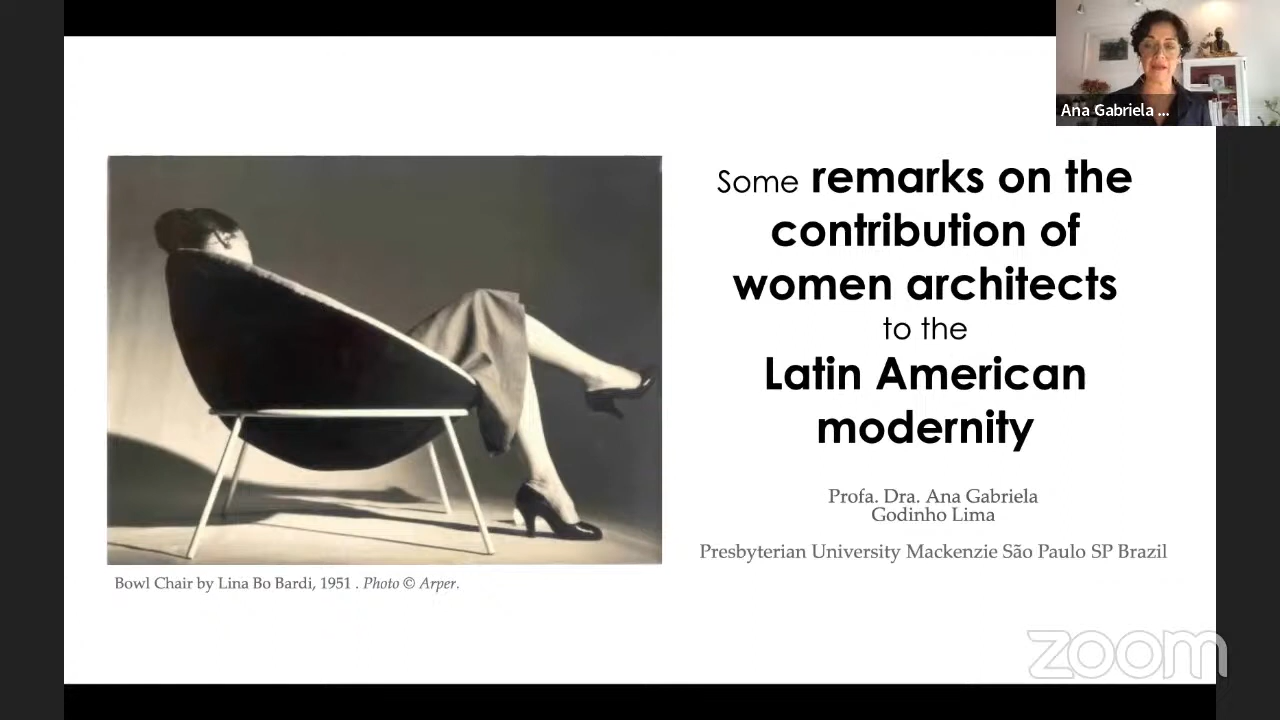 Ana Gabriela ...
Some remarks on the
contribution of
women architects
to the
Latin American
modernity
Profa. Dra. Ana Gabriela
Godinho Lima
Presbyterian University Mackenzie São Paulo SP Brazil
Bowl Chair by Lina Bo Bardi, 1951 . Photo © Arper.
zoom